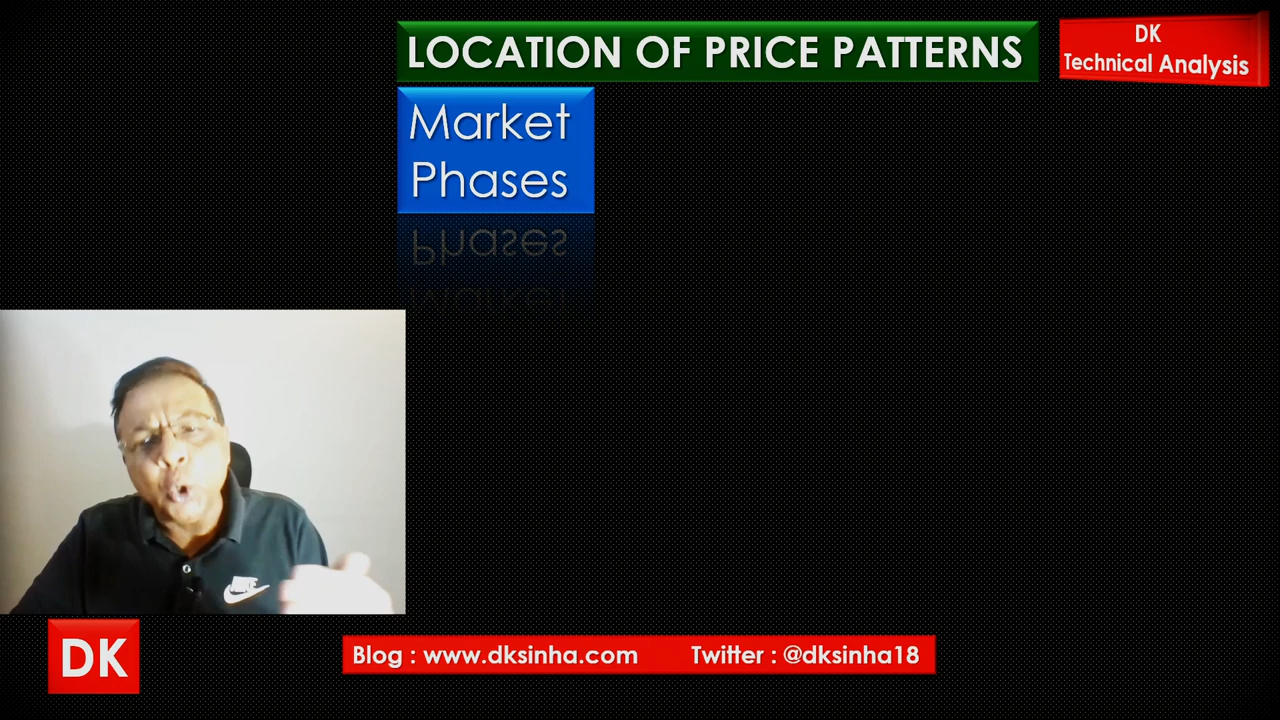 LOCATION OF PRICE PATTERNS
DK
Technical Analysis
Market
Phases
DK
Blog : www.dksinha.com Twitter : @dksinha18